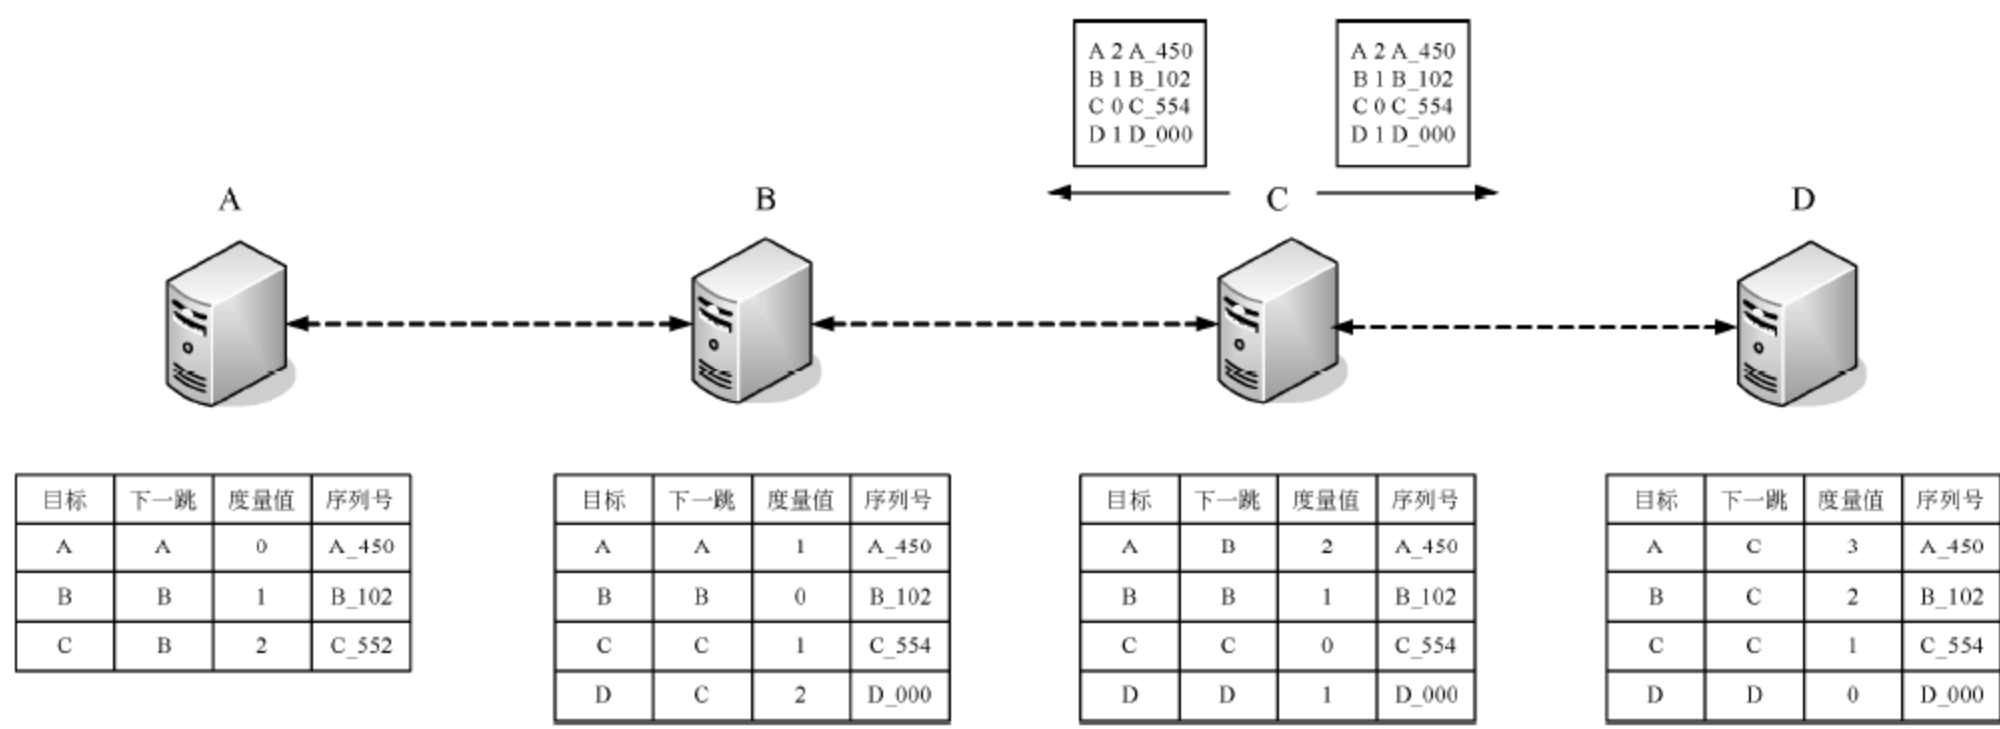 A 2 A_450
B 1 B_102
C 0 C_554
D 1 D_000
A 2 A_450
B 1 B_102
C 0 C_554
D 1 D_000
A
B
C
D
目标 下一跳 度量值 序列号
A A 0 A_450
B B 1 B_102
C B 2 C_552
目标 下一跳 度量值 序列号
A A 1 A_450
B B 0 B_102
C C 1 C_554
D C 2 D_000
目标 下一跳 度量值 序列号
A B 2 A_450
B B 1 B_102
C C 0 C_554
D D 1 D_000
目标 下一跳 度量值 序列号
A C 3 A_450
B C 2 B_102
C C 1 C_554
D D 0 D_000